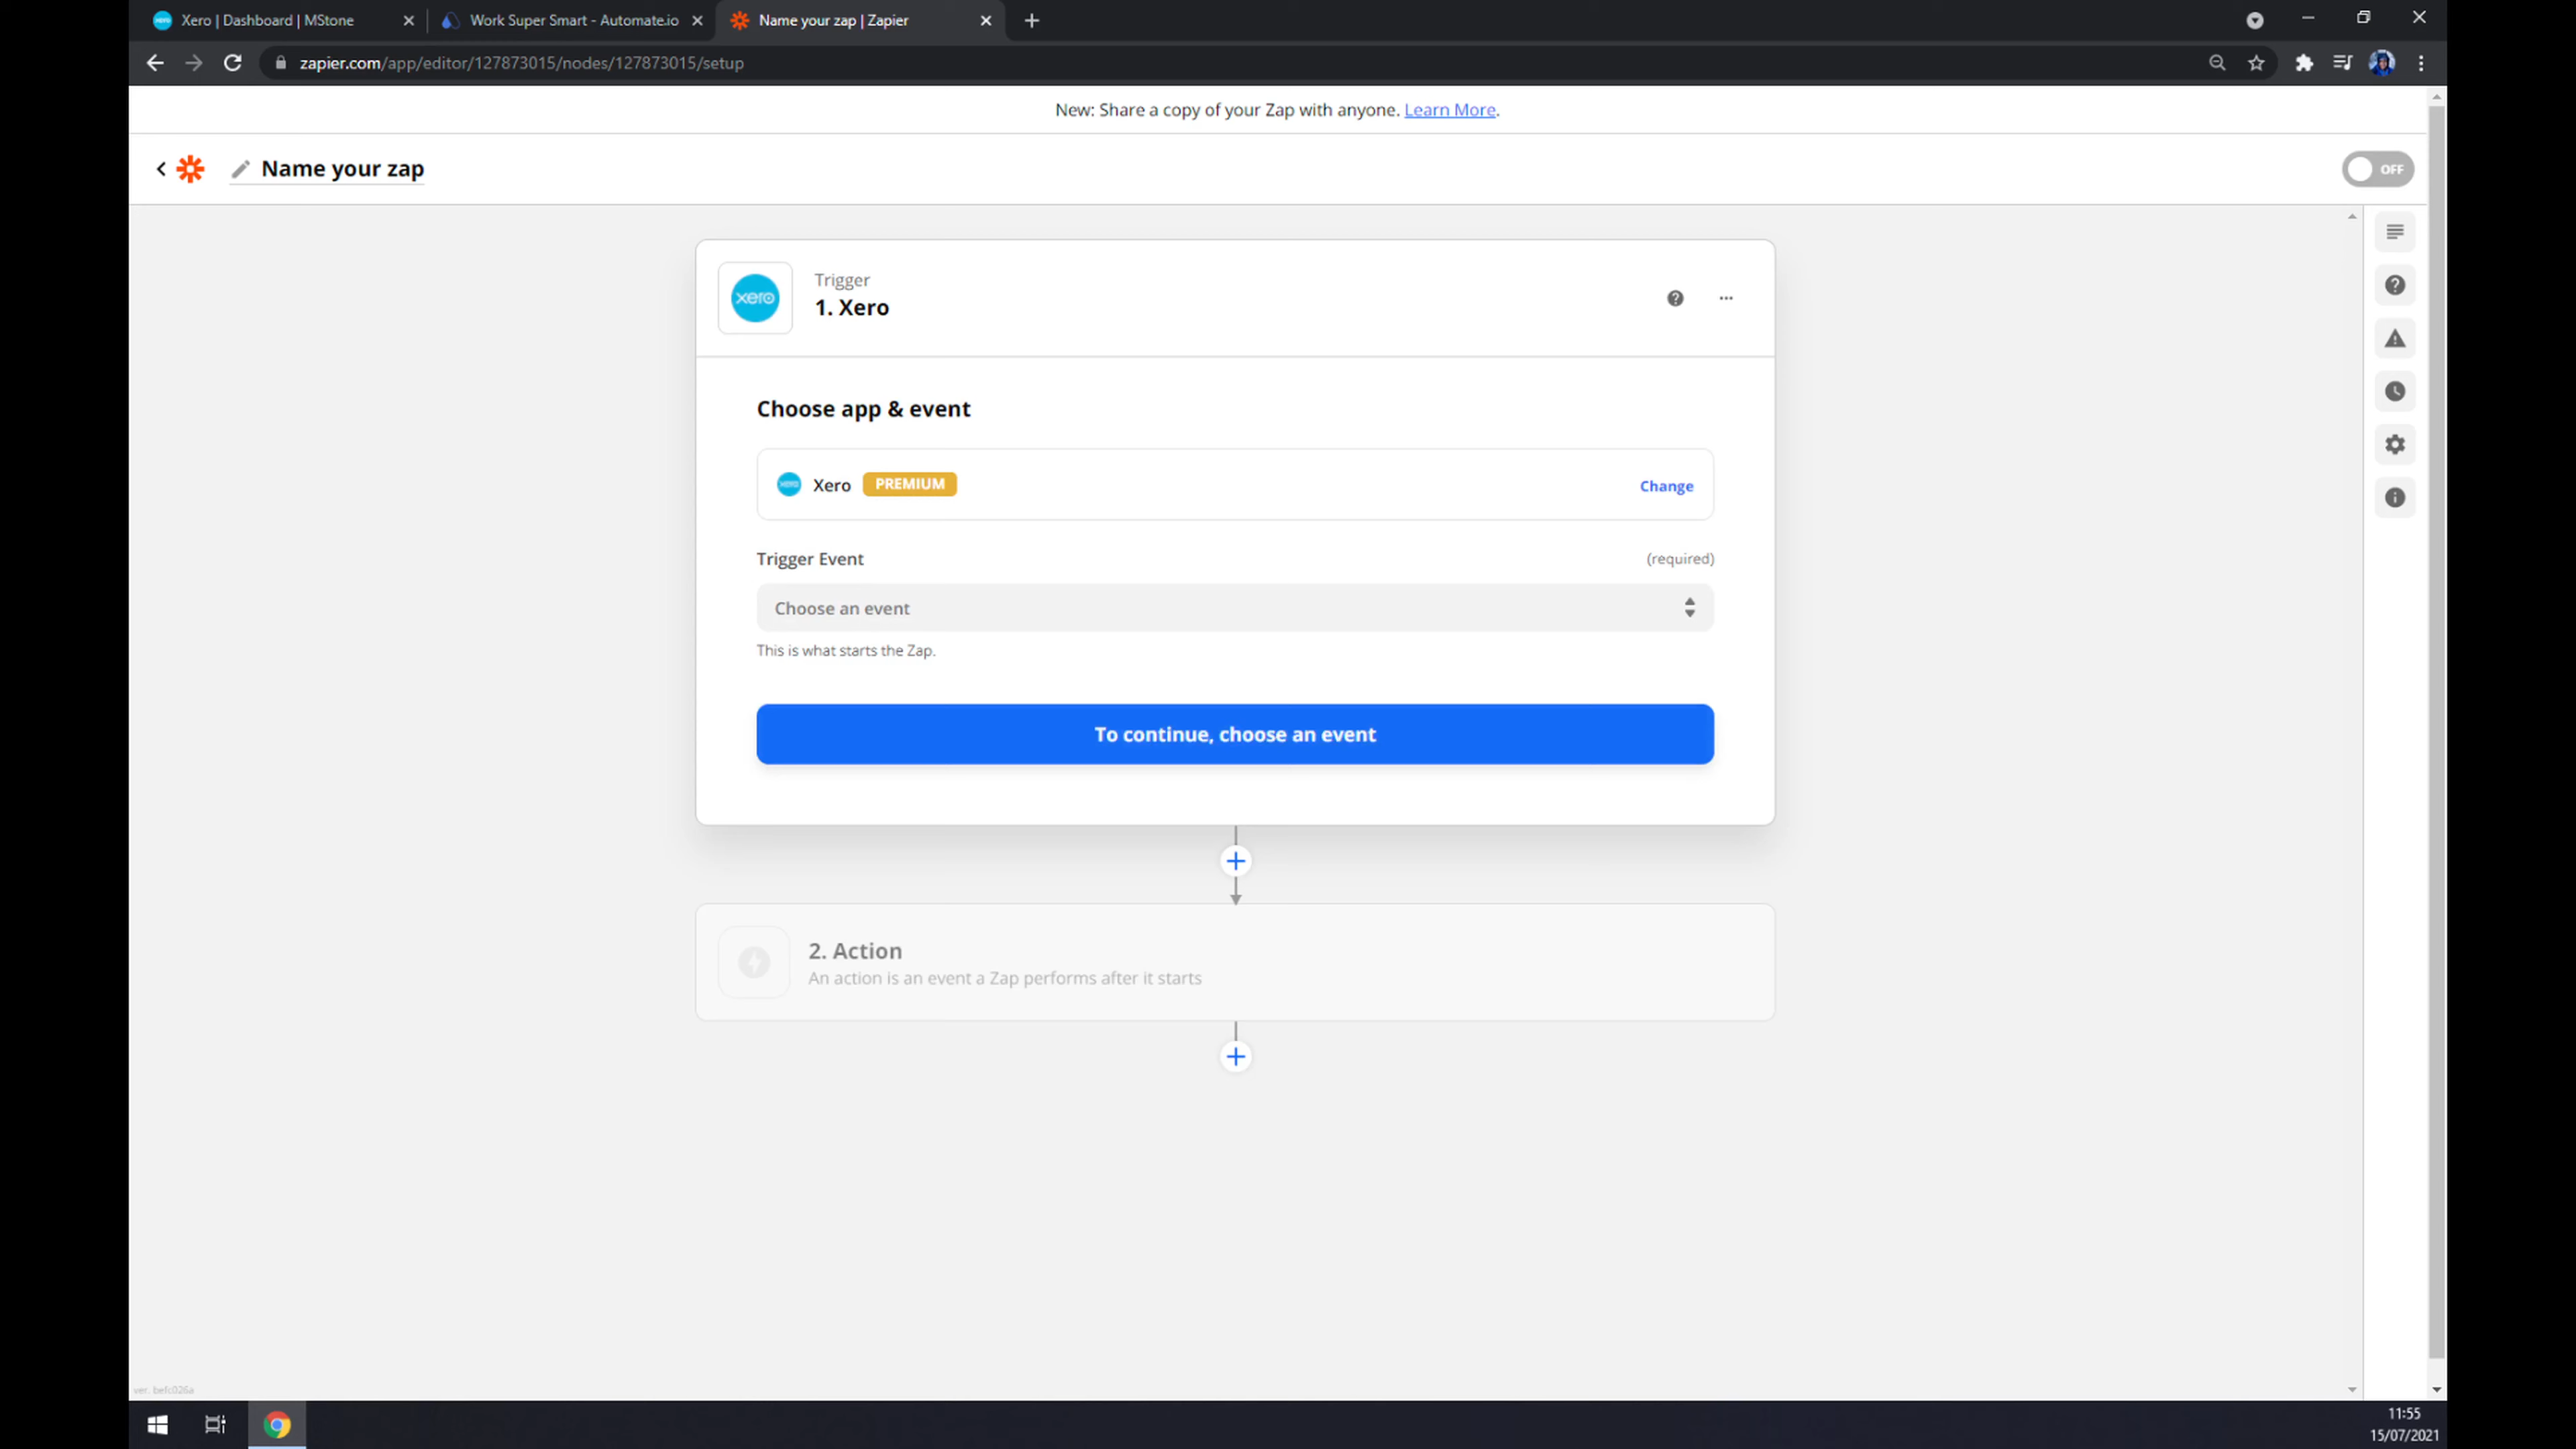 Xero | Dashboard | MStone
Work Super Smart - Automate.io
Name your zap | Zapier
zapier.com/app/editor/127873015/nodes/127873015/setup
New: Share a copy of your Zap with anyone. Learn More.
Name your zap
OFF
xero
Trigger
1. Xero
Choose app & event
Xero PREMIUM
Change
Trigger Event
(required)
Choose an event
This is what starts the Zap.
To continue, choose an event
2. Action
An action is an event a Zap performs after it starts
ver. befc026a
11:55
15/07/2021